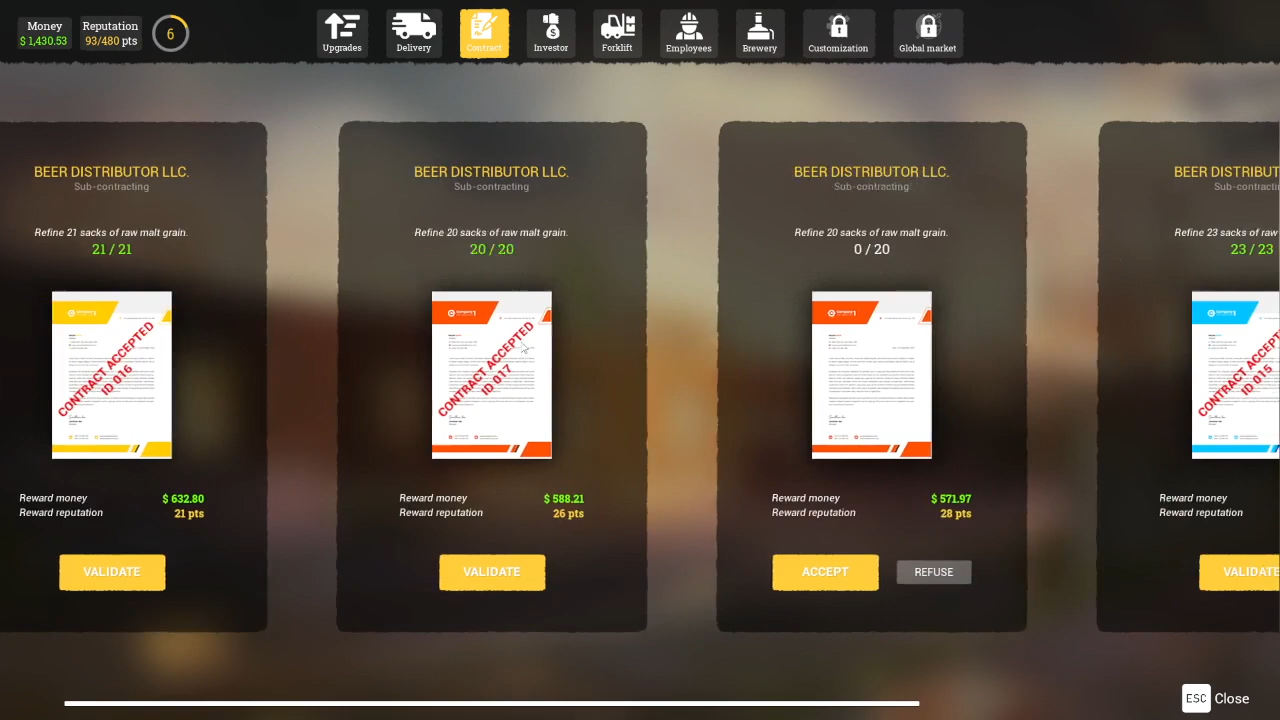 Money
$ 1,430.53
Reputation
93/480 pts
6
Upgrades
Delivery
Contract
Investor
Forklift
Employees
Brewery
Customization
Global market
BEER DISTRIBUTOR LLC.
Sub-contracting
Refine 21 sacks of raw malt grain.
21 / 21
CONTRACT ACCEPTED
ID 016
Reward money $ 632.80
Reward reputation 21 pts
VALIDATE
BEER DISTRIBUTOR LLC.
Sub-contracting
Refine 20 sacks of raw malt grain.
20 / 20
CONTRACT ACCEPTED
ID 017
Reward money $ 588.21
Reward reputation 26 pts
VALIDATE
BEER DISTRIBUTOR LLC.
Sub-contracting
Refine 20 sacks of raw malt grain.
0 / 20
Reward money $ 571.97
Reward reputation 28 pts
ACCEPT
REFUSE
BEER DISTRIBUT
Sub-contracti
Refine 23 sacks of raw
23 / 23
CONTRACT ACCEPTE
Reward money
Reward reputation
VALIDATE
ESC Close